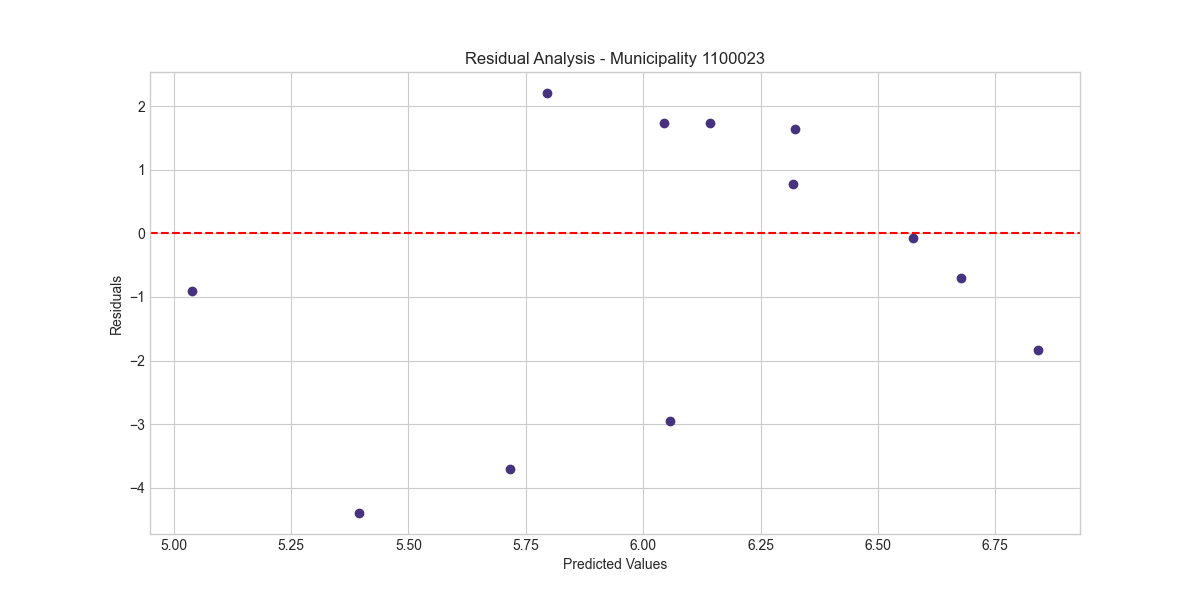 Residual Analysis - Municipality 1100023
2
1
0
−1
−2
−3
−4
Residuals
5.00 5.25 5.50 5.75 6.00 6.25 6.50 6.75
Predicted Values